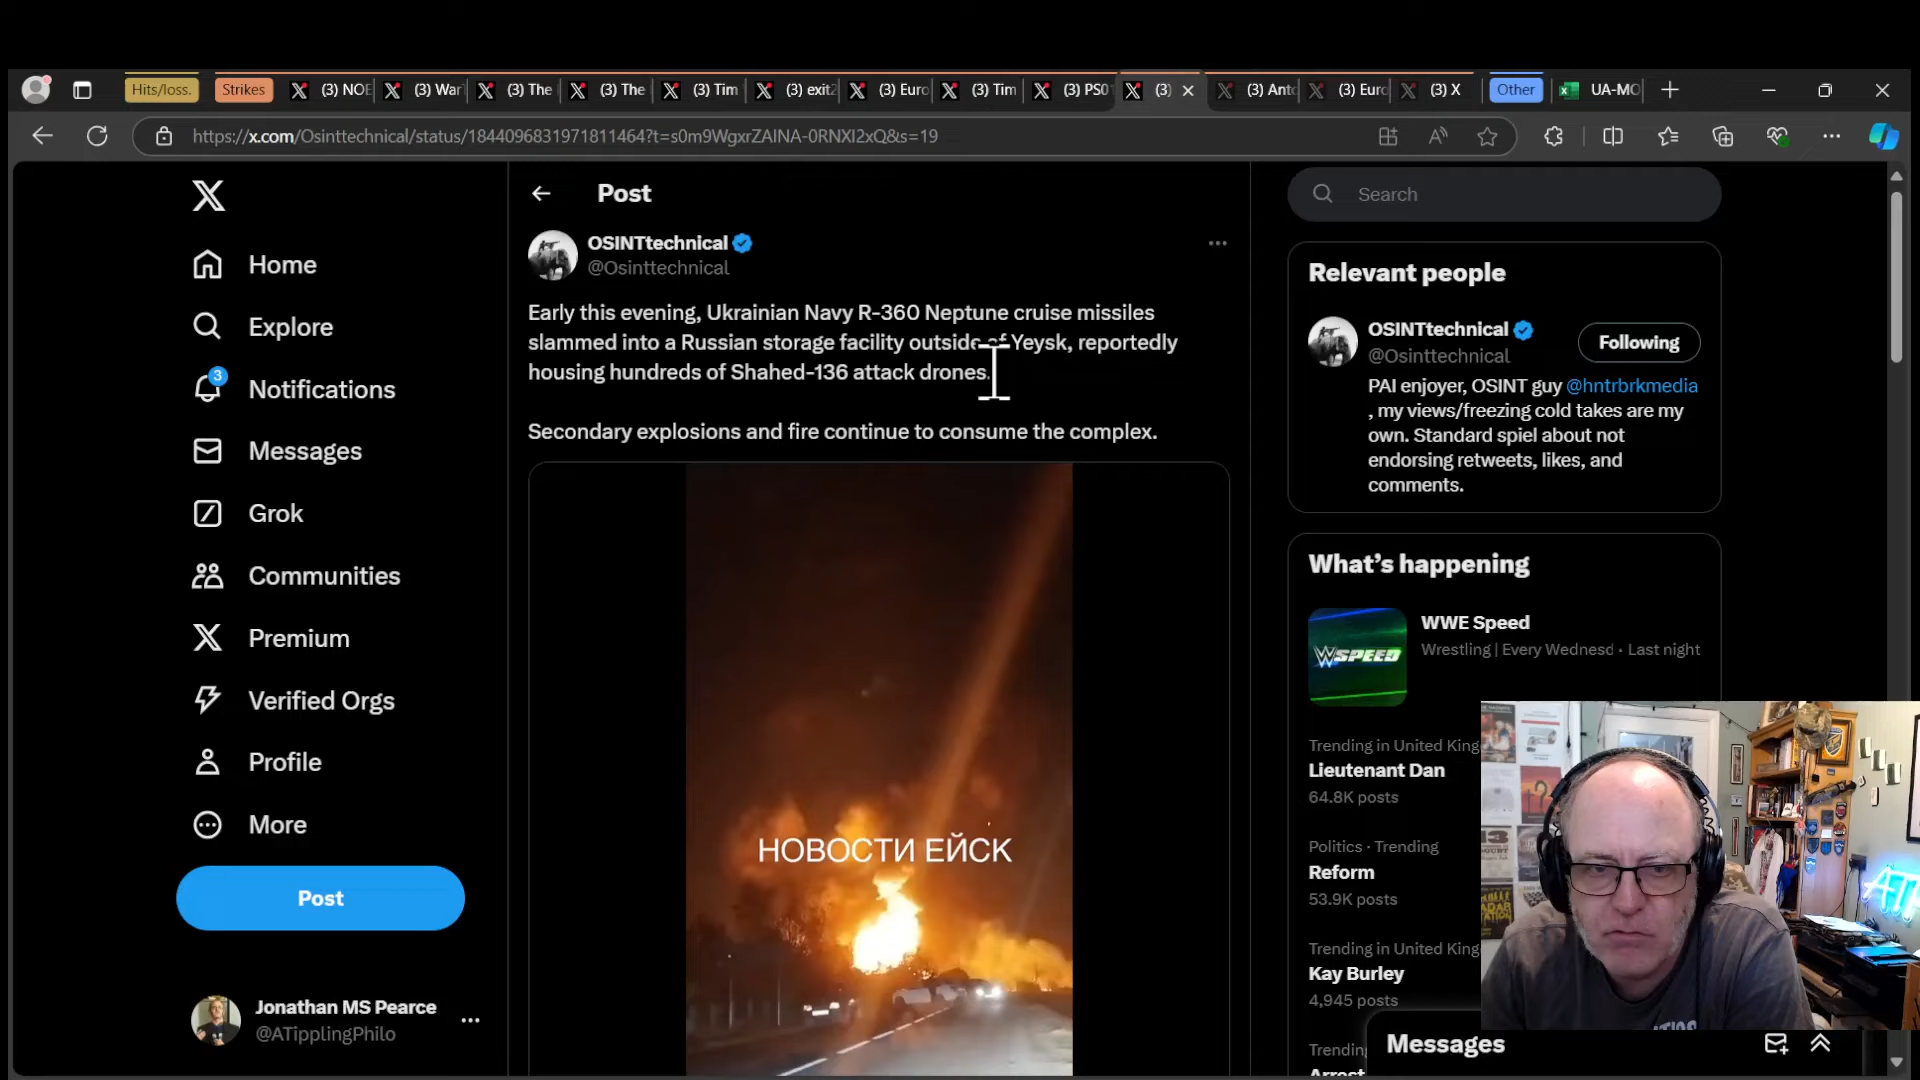 Hits/loss.
Strikes
(3) NOE
(3) War
(3) The
(3) The
(3) Tim
(3) exit2
(3) Euro
(3) Tim
(3) PS01
(3)
(3) Anto
(3) Euro
(3) X
Other
UA-MO
https://x.com/Osinttechnical/status/1844096831971811464?t=s0m9WgxrZAINA-0RNXI2xQ&s=19
Home
Explore
3
Notifications
Messages
Grok
Communities
Premium
Verified Orgs
Profile
More
Post
Jonathan MS Pearce
@ATipplingPhilo
Post
OSINTtechnical
@Osinttechnical
Early this evening, Ukrainian Navy R-360 Neptune cruise missiles
slammed into a Russian storage facility outside of Yeysk, reportedly
housing hundreds of Shahed-136 attack drones.
Secondary explosions and fire continue to consume the complex.
НОВОСТИ ЕЙСК
Search
Relevant people
OSINTtechnical
@Osinttechnical
Following
PAI enjoyer, OSINT guy @hntrbrkmedia
, my views/freezing cold takes are my
own. Standard spiel about not
endorsing retweets, likes, and
comments.
What's happening
WWE Speed
Wrestling | Every Wednesd · Last night
SPEED
Trending in United King
Lieutenant Dan
64.8K posts
Politics · Trending
Reform
53.9K posts
Trending in United King
Kay Burley
4,945 posts
Trending
Messages